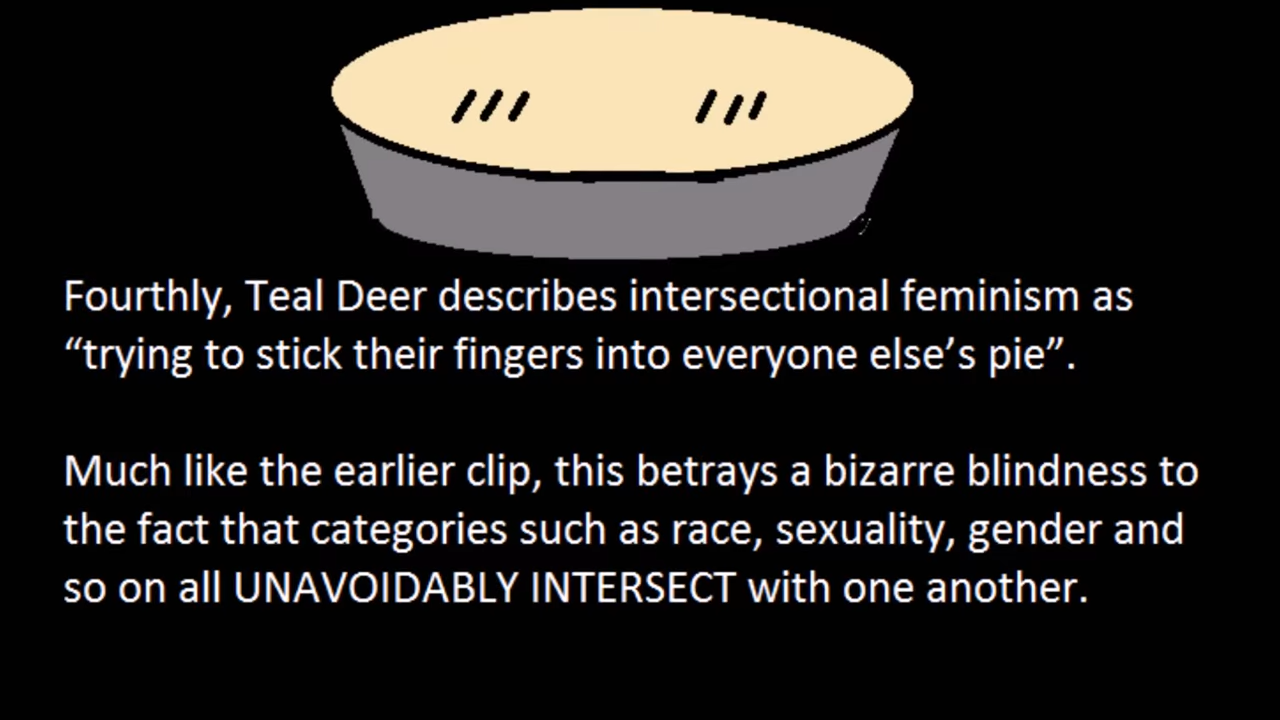 Fourthly, Teal Deer describes intersectional feminism as
“trying to stick their fingers into everyone else’s pie”.
Much like the earlier clip, this betrays a bizarre blindness to
the fact that categories such as race, sexuality, gender and
so on all UNAVOIDABLY INTERSECT with one another.